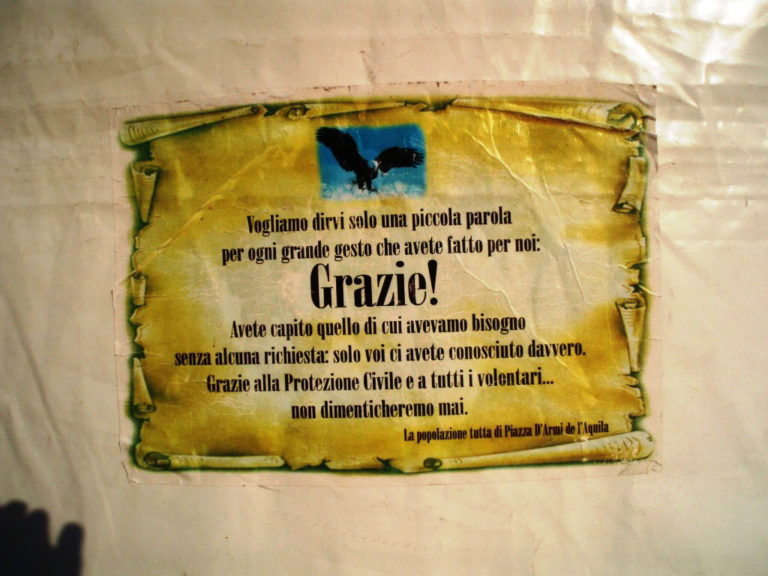 Vogliamo dirvi solo una piccola parola
per ogni grande gesto che avete fatto per noi:
Grazie!
Avete capito quello di cui avevamo bisogno
senza alcuna richiesta: solo voi ci avete conosciuto davvero.
Grazie alla Protezione Civile e a tutti i volontari...
non dimenticheremo mai.
La popolazione tutta di Piazza D'Armi de l'Aquila